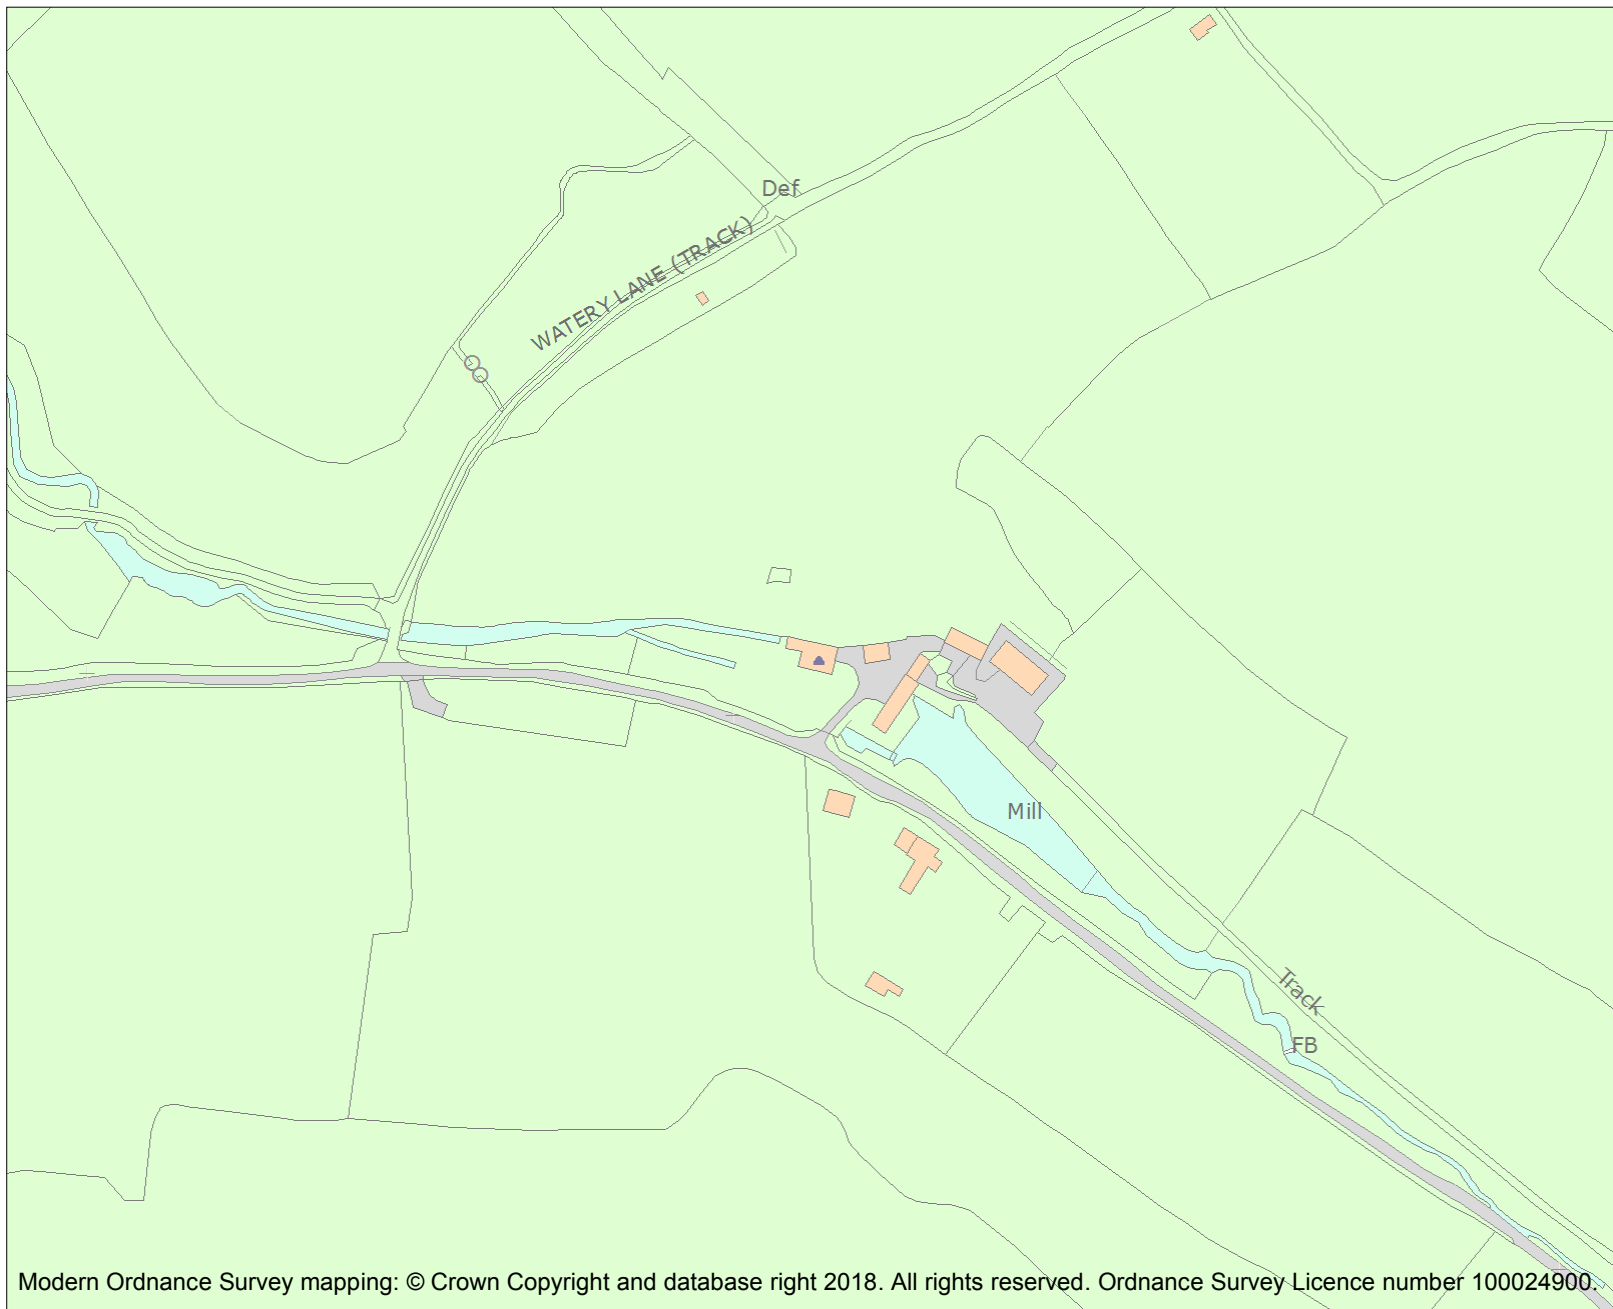 Def
WATERY LANE (TRACK)
Mill
Track
FB
Modern Ordnance Survey mapping: © Crown Copyright and database right 2018. All rights reserved. Ordnance Survey Licence number 100024900.